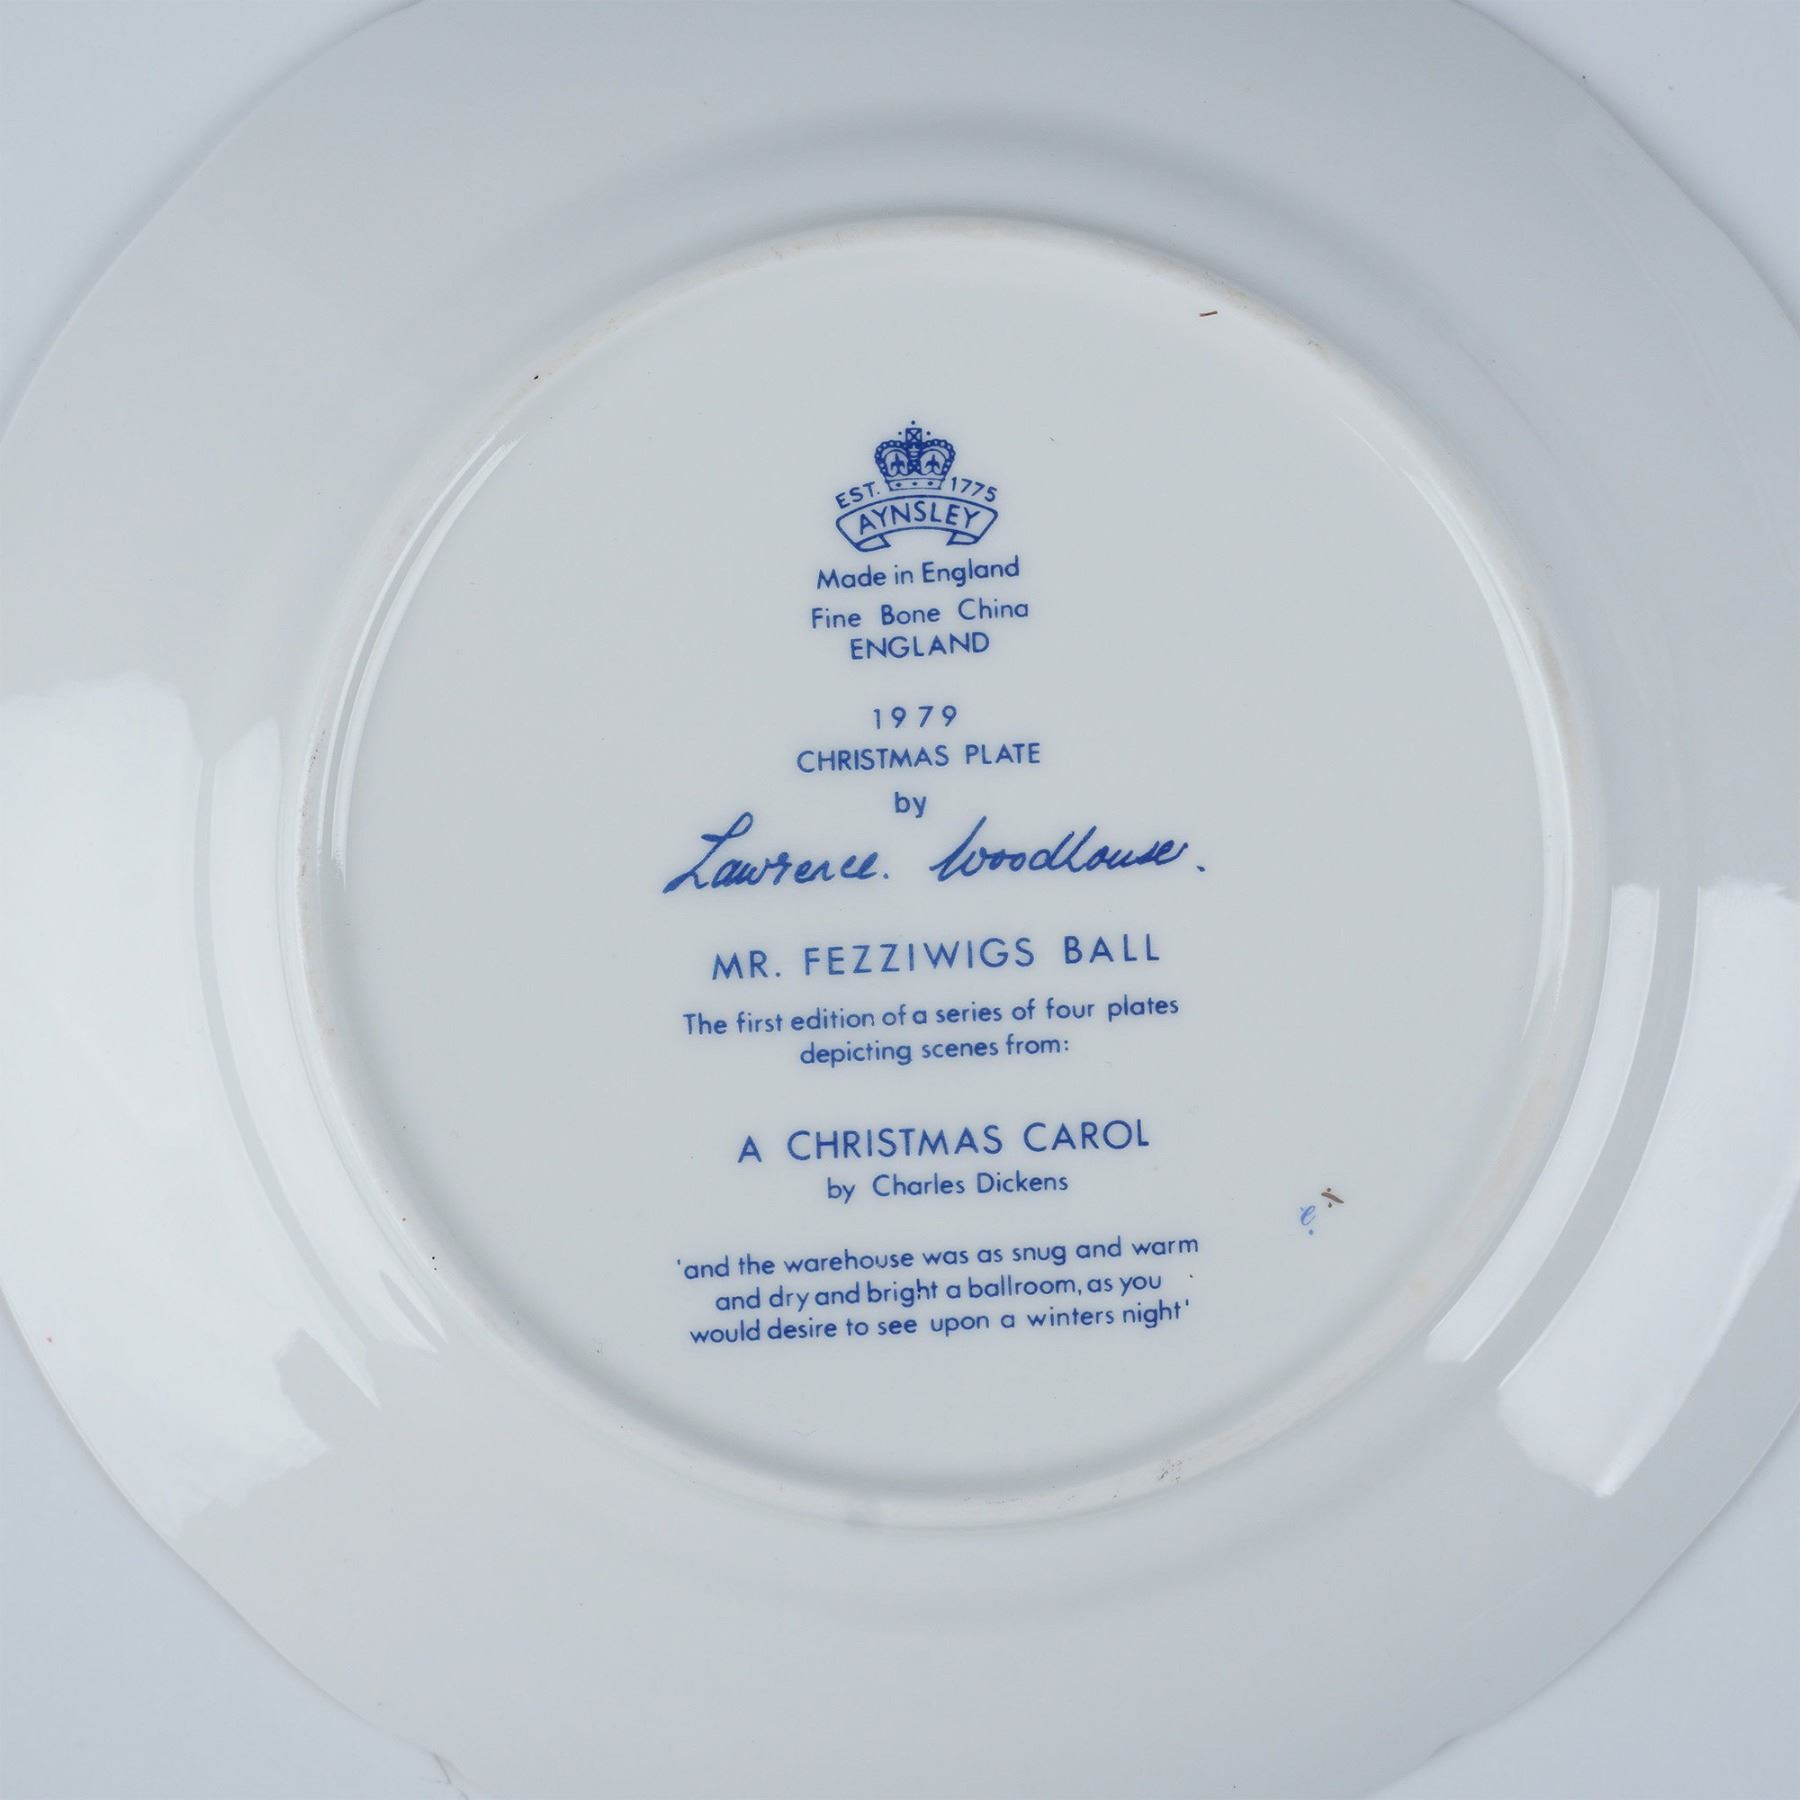 EST. 1775
AYNSLEY
Made in England
Fine Bone China
ENGLAND
1979
CHRISTMAS PLATE
by
Lawrence. Woodhouse.
MR. FEZZIWIGS BALL
The first edition of a series of four plates
depicting scenes from:
A CHRISTMAS CAROL
by Charles Dickens
'and the warehouse was as snug and warm
and dry and bright a ballroom, as you
would desire to see upon a winters night'